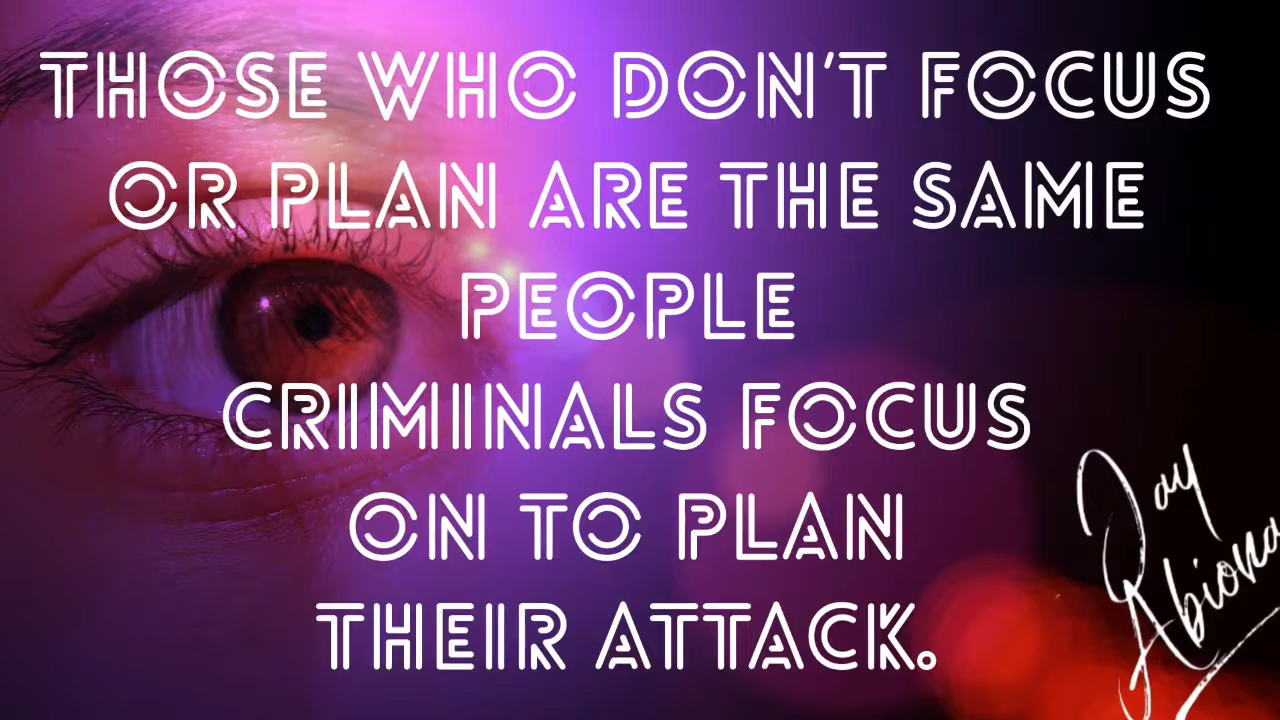 THOSE WHO DON'T FOCUS
OR PLAN ARE THE SAME
PEOPLE
CRIMINALS FOCUS
ON TO PLAN
THEIR ATTACK.
Jay
Abiona